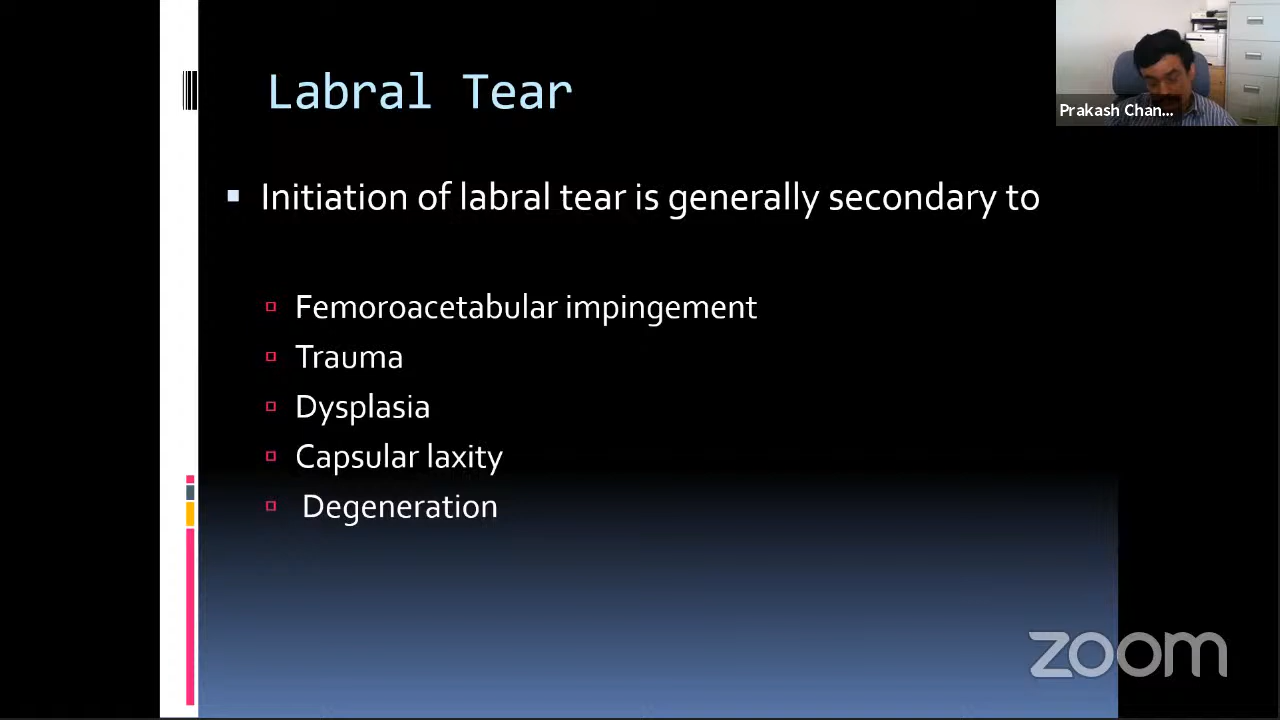 Labral Tear
Prakash Chan...
Initiation of labral tear is generally secondary to
Femoroacetabular impingement
Trauma
Dysplasia
Capsular laxity
Degeneration
zoom